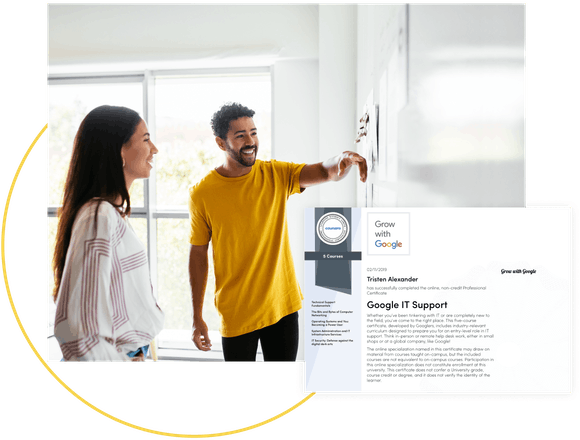 Grow
with
Google
5 Courses
Technical Support
Fundamentals
The Bits and Bytes of Computer
Networking
Operating Systems and You:
Becoming a Power User
System Administration and IT
Infrastructure Services
IT Security: Defense against the
digital dark arts
02/11/2019
Tristen Alexander
has successfully completed the online, non-credit Professional
Certificate
Google IT Support
Whether you've been tinkering with IT or are completely new to
the field, you've come to the right place. This five-course
certificate, developed by Googlers, includes industry-relevant
curriculum designed to prepare you for an entry-level role in IT
support. Think in-person or remote help desk work, either in small
shops or at a global company like Google!
The online specialization named in this certificate may draw on
material from courses taught on-campus, but the included
courses are not equivalent to on-campus courses. Participation in
the online specialization does not constitute enrollment at this
university. This certificate does not confer a University grade,
course credit or degree, and it does not verify the identity of the
learner.
Grow with Google